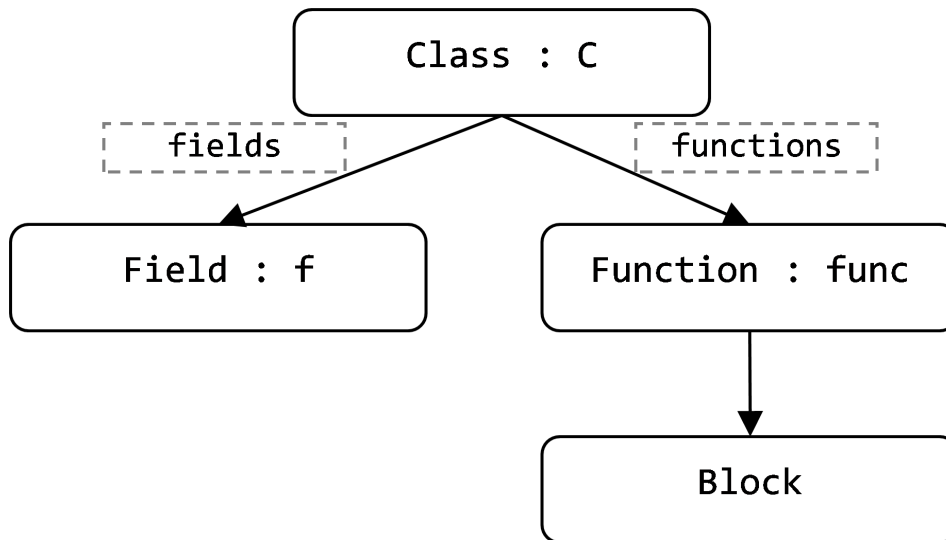 Class : C
fields
functions
Field : f
Function : func
Block